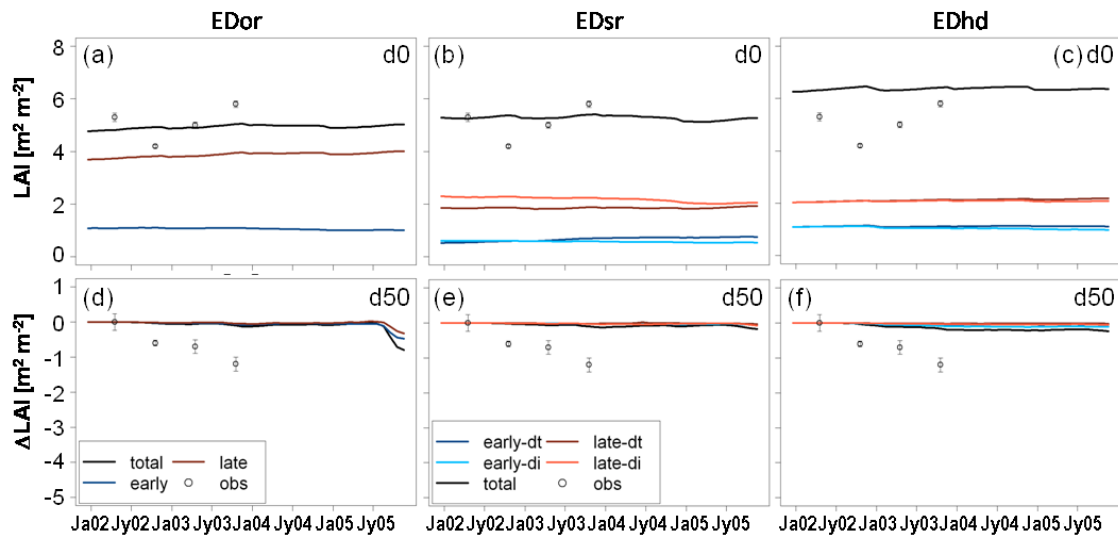 EDor EDsr EDhd
8
6
4
2
0
LAI [m² m⁻²]
(a) d0
(b) d0
(c) d0
ΔLAI [m² m⁻²]
0
-1
-2
-3
-4
-5
(d) d50
(e) d50
(f) d50
total late
early obs
early-dt late-dt
early-di late-di
total obs
Ja02 Jy02 Ja03 Jy03 Ja04 Jy04 Ja05 Jy05
Ja02 Jy02 Ja03 Jy03 Ja04 Jy04 Ja05 Jy05
Ja02 Jy02 Ja03 Jy03 Ja04 Jy04 Ja05 Jy05